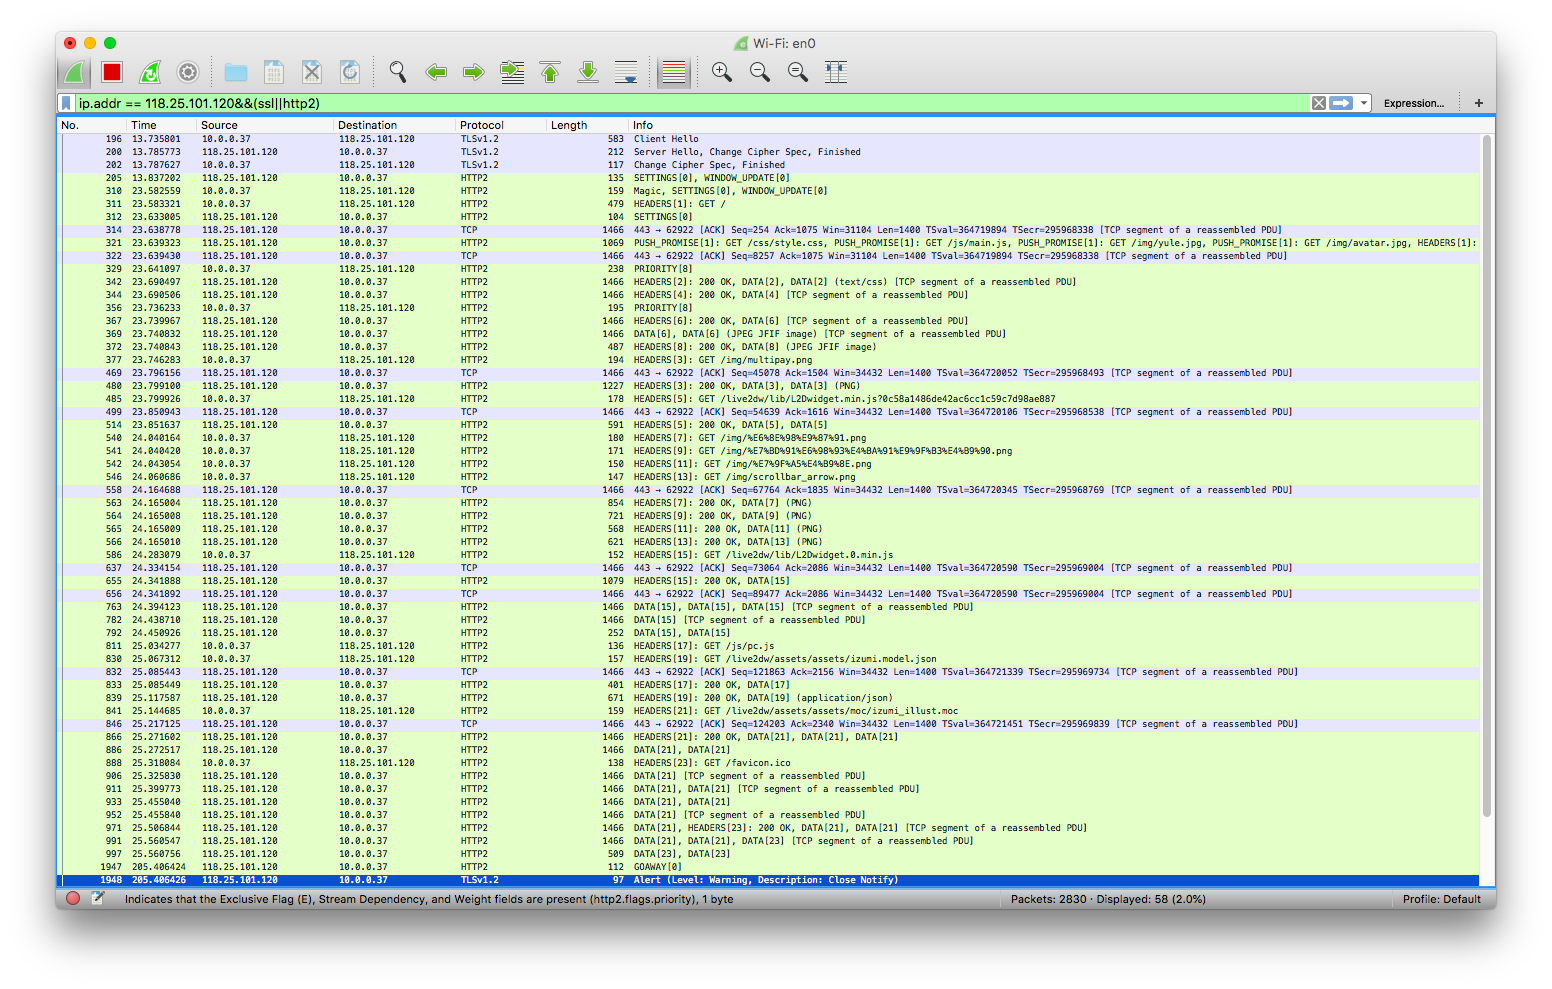 Wi-Fi: en0
ip.addr == 118.25.101.120&&(ssl||http2) Expression... +
No. Time Source Destination Protocol Length Info
196 13.735801 10.0.0.37 118.25.101.120 TLSv1.2 583 Client Hello
200 13.785773 118.25.101.120 10.0.0.37 TLSv1.2 212 Server Hello, Change Cipher Spec, Finished
202 13.787627 10.0.0.37 118.25.101.120 TLSv1.2 117 Change Cipher Spec, Finished
205 13.837202 118.25.101.120 10.0.0.37 HTTP2 135 SETTINGS[0], WINDOW_UPDATE[0]
310 23.582559 10.0.0.37 118.25.101.120 HTTP2 159 Magic, SETTINGS[0], WINDOW_UPDATE[0]
311 23.583321 10.0.0.37 118.25.101.120 HTTP2 479 HEADERS[1]: GET /
312 23.633005 118.25.101.120 10.0.0.37 HTTP2 104 SETTINGS[0]
314 23.638778 118.25.101.120 10.0.0.37 TCP 1466 443 → 62922 [ACK] Seq=254 Ack=1075 Win=31104 Len=1400 TSval=364719894 TSecr=295968338 [TCP segment of a reassembled PDU]
321 23.639323 118.25.101.120 10.0.0.37 HTTP2 1069 PUSH_PROMISE[1]: GET /css/style.css, PUSH_PROMISE[1]: GET /js/main.js, PUSH_PROMISE[1]: GET /img/yule.jpg, PUSH_PROMISE[1]: GET /img/avatar.jpg, HEADERS[1]:
322 23.639430 118.25.101.120 10.0.0.37 TCP 1466 443 → 62922 [ACK] Seq=8257 Ack=1075 Win=31104 Len=1400 TSval=364719894 TSecr=295968338 [TCP segment of a reassembled PDU]
329 23.641097 10.0.0.37 118.25.101.120 HTTP2 238 PRIORITY[8]
342 23.690497 118.25.101.120 10.0.0.37 HTTP2 1466 HEADERS[2]: 200 OK, DATA[2], DATA[2] (text/css) [TCP segment of a reassembled PDU]
344 23.690506 118.25.101.120 10.0.0.37 HTTP2 1466 HEADERS[4]: 200 OK, DATA[4] [TCP segment of a reassembled PDU]
356 23.736233 10.0.0.37 118.25.101.120 HTTP2 195 PRIORITY[8]
367 23.739967 118.25.101.120 10.0.0.37 HTTP2 1466 HEADERS[6]: 200 OK, DATA[6] [TCP segment of a reassembled PDU]
369 23.740832 118.25.101.120 10.0.0.37 HTTP2 1466 DATA[6], DATA[6] (JPEG JFIF image) [TCP segment of a reassembled PDU]
372 23.740843 118.25.101.120 10.0.0.37 HTTP2 487 HEADERS[8]: 200 OK, DATA[8] (JPEG JFIF image)
377 23.746283 10.0.0.37 118.25.101.120 HTTP2 194 HEADERS[3]: GET /img/multipay.png
469 23.796156 118.25.101.120 10.0.0.37 TCP 1466 443 → 62922 [ACK] Seq=45078 Ack=1504 Win=34432 Len=1400 TSval=364720052 TSecr=295968493 [TCP segment of a reassembled PDU]
480 23.799100 118.25.101.120 10.0.0.37 HTTP2 1227 HEADERS[3]: 200 OK, DATA[3], DATA[3] (PNG)
485 23.799926 10.0.0.37 118.25.101.120 HTTP2 178 HEADERS[5]: GET /live2dw/lib/L2Dwidget.min.js?0c58a1486de42ac6cc1c59c7d98ae887
499 23.850943 118.25.101.120 10.0.0.37 TCP 1466 443 → 62922 [ACK] Seq=54639 Ack=1616 Win=34432 Len=1400 TSval=364720106 TSecr=295968538 [TCP segment of a reassembled PDU]
514 23.851637 118.25.101.120 10.0.0.37 HTTP2 591 HEADERS[5]: 200 OK, DATA[5], DATA[5]
540 24.040164 10.0.0.37 118.25.101.120 HTTP2 180 HEADERS[7]: GET /img/%E6%8E%98%E9%87%91.png
541 24.040420 10.0.0.37 118.25.101.120 HTTP2 171 HEADERS[9]: GET /img/%E7%BD%91%E6%98%93%E4%BA%91%E9%9F%B3%E4%B9%90.png
542 24.043054 10.0.0.37 118.25.101.120 HTTP2 150 HEADERS[11]: GET /img/%E7%9F%A5%E4%B9%8E.png
546 24.060686 10.0.0.37 118.25.101.120 HTTP2 147 HEADERS[13]: GET /img/scrollbar_arrow.png
558 24.164688 118.25.101.120 10.0.0.37 TCP 1466 443 → 62922 [ACK] Seq=67764 Ack=1835 Win=34432 Len=1400 TSval=364720345 TSecr=295968769 [TCP segment of a reassembled PDU]
563 24.165004 118.25.101.120 10.0.0.37 HTTP2 854 HEADERS[7]: 200 OK, DATA[7] (PNG)
564 24.165008 118.25.101.120 10.0.0.37 HTTP2 721 HEADERS[9]: 200 OK, DATA[9] (PNG)
565 24.165009 118.25.101.120 10.0.0.37 HTTP2 568 HEADERS[11]: 200 OK, DATA[11] (PNG)
566 24.165010 118.25.101.120 10.0.0.37 HTTP2 621 HEADERS[13]: 200 OK, DATA[13] (PNG)
586 24.283079 10.0.0.37 118.25.101.120 HTTP2 152 HEADERS[15]: GET /live2dw/lib/L2Dwidget.0.min.js
637 24.334154 118.25.101.120 10.0.0.37 TCP 1466 443 → 62922 [ACK] Seq=73064 Ack=2086 Win=34432 Len=1400 TSval=364720590 TSecr=295969004 [TCP segment of a reassembled PDU]
655 24.341888 118.25.101.120 10.0.0.37 HTTP2 1079 HEADERS[15]: 200 OK, DATA[15]
656 24.341892 118.25.101.120 10.0.0.37 TCP 1466 443 → 62922 [ACK] Seq=89477 Ack=2086 Win=34432 Len=1400 TSval=364720590 TSecr=295969004 [TCP segment of a reassembled PDU]
763 24.394123 118.25.101.120 10.0.0.37 HTTP2 1466 DATA[15], DATA[15], DATA[15] [TCP segment of a reassembled PDU]
782 24.438710 118.25.101.120 10.0.0.37 HTTP2 1466 DATA[15] [TCP segment of a reassembled PDU]
792 24.450926 118.25.101.120 10.0.0.37 HTTP2 252 DATA[15], DATA[15]
811 25.034277 10.0.0.37 118.25.101.120 HTTP2 136 HEADERS[17]: GET /js/pc.js
830 25.067312 10.0.0.37 118.25.101.120 HTTP2 157 HEADERS[19]: GET /live2dw/assets/assets/izumi.model.json
832 25.085443 118.25.101.120 10.0.0.37 TCP 1466 443 → 62922 [ACK] Seq=121863 Ack=2156 Win=34432 Len=1400 TSval=364721339 TSecr=295969734 [TCP segment of a reassembled PDU]
833 25.085449 118.25.101.120 10.0.0.37 HTTP2 401 HEADERS[17]: 200 OK, DATA[17]
839 25.117587 118.25.101.120 10.0.0.37 HTTP2 671 HEADERS[19]: 200 OK, DATA[19] (application/json)
841 25.144685 10.0.0.37 118.25.101.120 HTTP2 159 HEADERS[21]: GET /live2dw/assets/assets/moc/izumi_illust.moc
846 25.217125 118.25.101.120 10.0.0.37 TCP 1466 443 → 62922 [ACK] Seq=124203 Ack=2340 Win=34432 Len=1400 TSval=364721451 TSecr=295969839 [TCP segment of a reassembled PDU]
866 25.271602 118.25.101.120 10.0.0.37 HTTP2 1466 HEADERS[21]: 200 OK, DATA[21], DATA[21], DATA[21]
886 25.272517 118.25.101.120 10.0.0.37 HTTP2 1466 DATA[21], DATA[21]
888 25.318084 10.0.0.37 118.25.101.120 HTTP2 138 HEADERS[23]: GET /favicon.ico
906 25.325830 118.25.101.120 10.0.0.37 HTTP2 1466 DATA[21] [TCP segment of a reassembled PDU]
911 25.399773 118.25.101.120 10.0.0.37 HTTP2 1466 DATA[21], DATA[21] [TCP segment of a reassembled PDU]
933 25.455040 118.25.101.120 10.0.0.37 HTTP2 1466 DATA[21], DATA[21]
952 25.455840 118.25.101.120 10.0.0.37 HTTP2 1466 DATA[21] [TCP segment of a reassembled PDU]
971 25.506844 118.25.101.120 10.0.0.37 HTTP2 1466 DATA[21], HEADERS[23]: 200 OK, DATA[21], DATA[21] [TCP segment of a reassembled PDU]
991 25.560547 118.25.101.120 10.0.0.37 HTTP2 1466 DATA[21], DATA[21], DATA[23] [TCP segment of a reassembled PDU]
997 25.560756 118.25.101.120 10.0.0.37 HTTP2 509 DATA[23], DATA[23]
1947 205.406424 118.25.101.120 10.0.0.37 HTTP2 112 GOAWAY[0]
1948 205.406426 118.25.101.120 10.0.0.37 TLSv1.2 97 Alert (Level: Warning, Description: Close Notify)
Indicates that the Exclusive Flag (E), Stream Dependency, and Weight fields are present (http2.flags.priority), 1 byte Packets: 2830 · Displayed: 58 (2.0%) Profile: Default